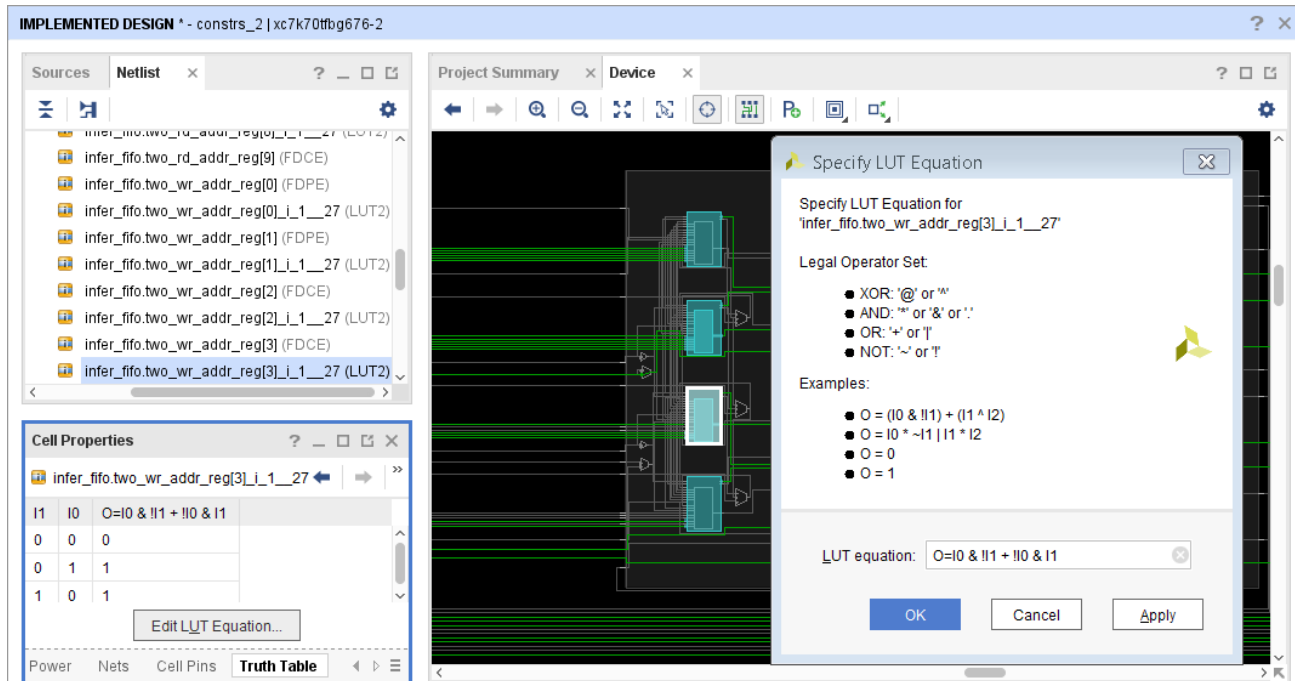 IMPLEMENTED DESIGN * - constrs_2 | xc7k70tfbg676-2
Sources Netlist
infer_fifo.two_rd_addr_reg[8]_i_1__27 (LUT2)
infer_fifo.two_rd_addr_reg[9] (FDCE)
infer_fifo.two_wr_addr_reg[0] (FDPE)
infer_fifo.two_wr_addr_reg[0]_i_1__27 (LUT2)
infer_fifo.two_wr_addr_reg[1] (FDPE)
infer_fifo.two_wr_addr_reg[1]_i_1__27 (LUT2)
infer_fifo.two_wr_addr_reg[2] (FDCE)
infer_fifo.two_wr_addr_reg[2]_i_1__27 (LUT2)
infer_fifo.two_wr_addr_reg[3] (FDCE)
infer_fifo.two_wr_addr_reg[3]_i_1__27 (LUT2)
Cell Properties
infer_fifo.two_wr_addr_reg[3]_i_1__27
I1 I0 O=I0 & !I1 + !I0 & I1
0 0 0
0 1 1
1 0 1
Edit LUT Equation...
Power Nets Cell Pins Truth Table
Project Summary Device
Specify LUT Equation
Specify LUT Equation for
'infer_fifo.two_wr_addr_reg[3]_i_1__27'
Legal Operator Set:
● XOR: '@' or '^'
● AND: '*' or '&' or '.'
● OR: '+' or '|'
● NOT: '~' or '!'
Examples:
● O = (I0 & !I1) + (I1 ^ I2)
● O = I0 * ~I1 | I1 * I2
● O = 0
● O = 1
LUT equation: O=I0 & !I1 + !I0 & I1
OK Cancel Apply